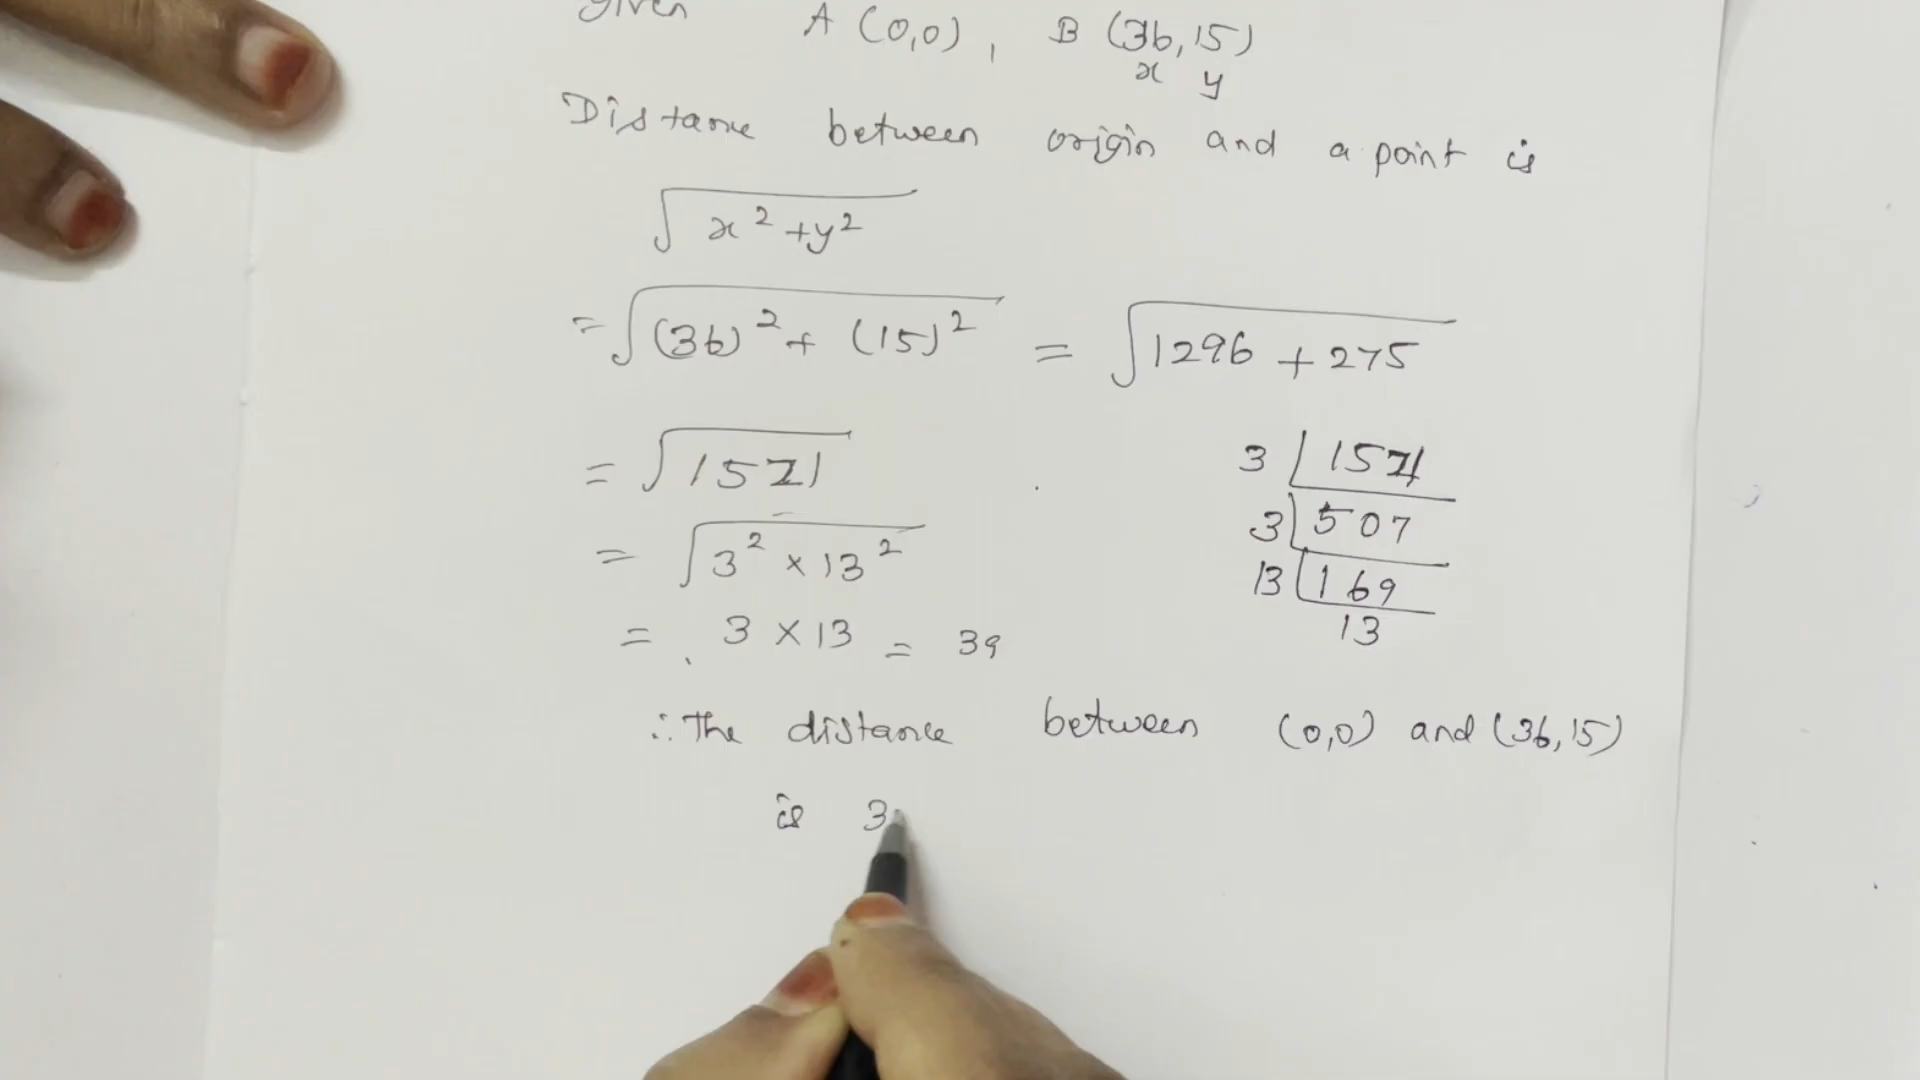 given A (0,0), B (36,15)
x y
Distance between origin and a point is
√x² + y²
= √(36)² + (15)² = √1296 + 275
= √1521
3 | 1521
3 | 507
= √3² × 13²
13 | 169
13
= 3 × 13 = 39
∴ The distance between (0,0) and (36,15)
is 3